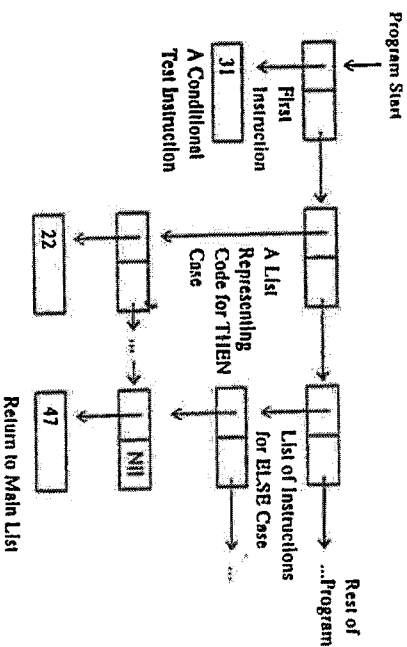 Program Start
First
Instruction
31
A Conditional
Test Instruction
A List
Representing
Code for THEN
Case
22
...
Rest of
...Program
List of Instructions
for ELSE Case
...
Nil
47
Return to Main List